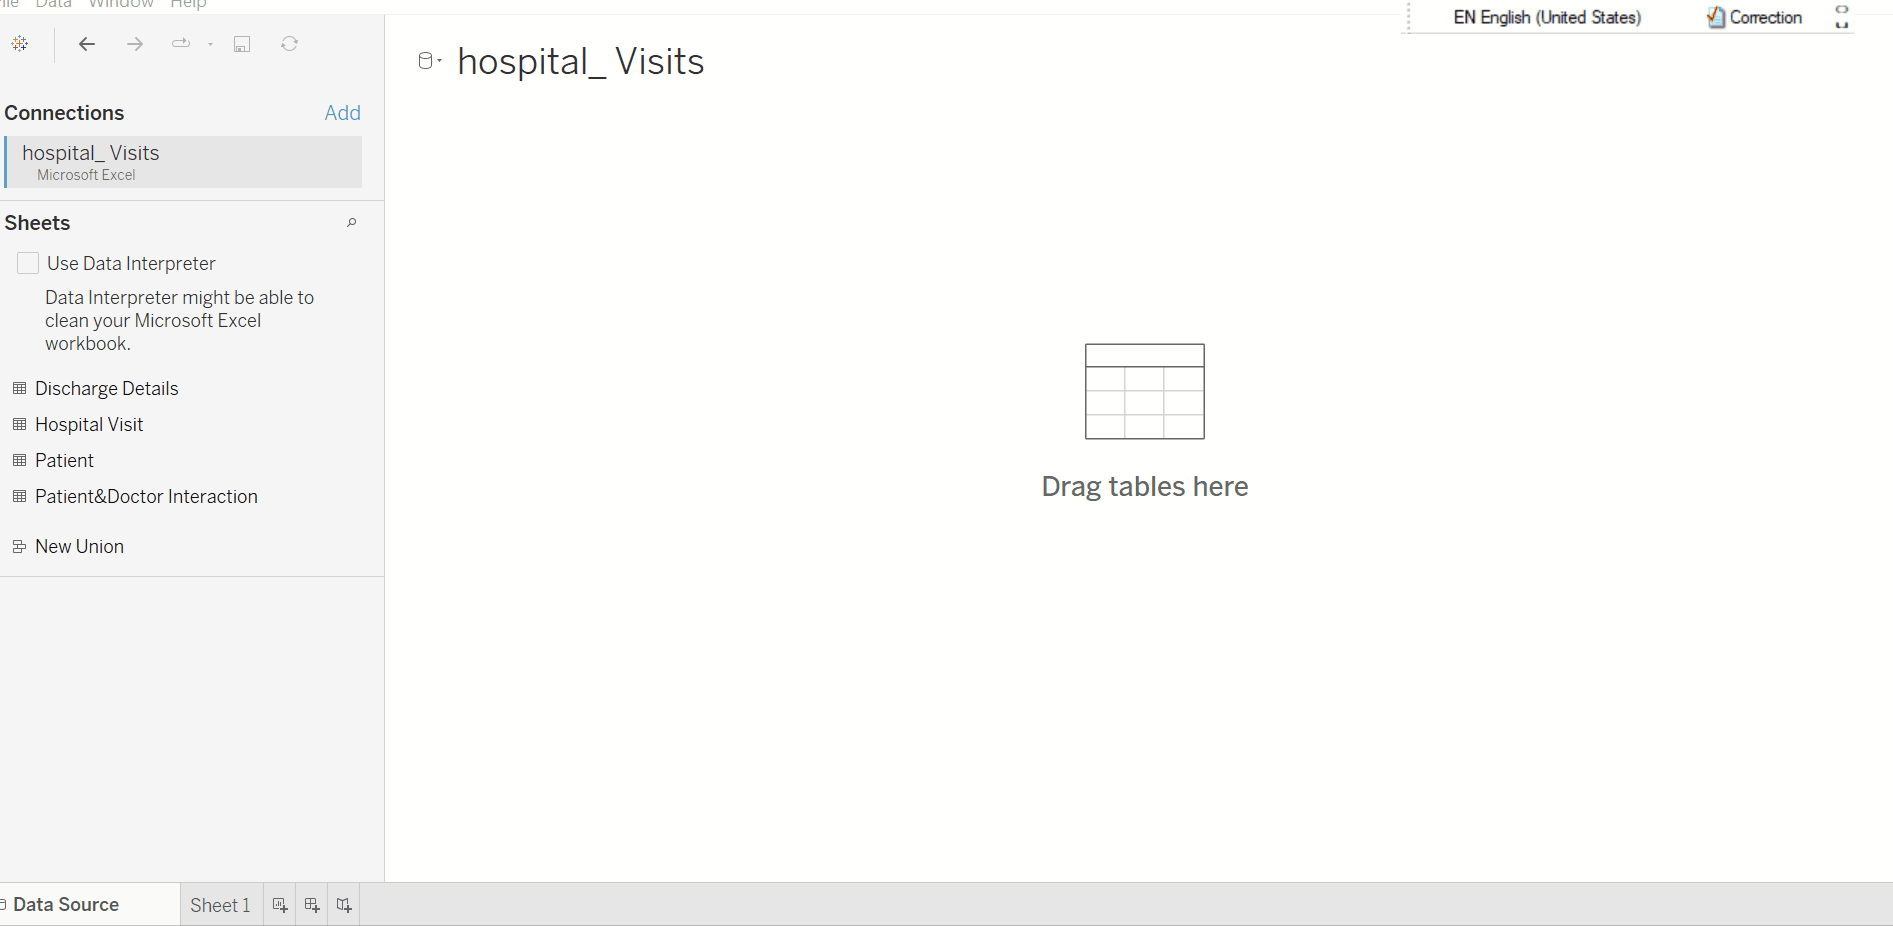 Data Window Help
EN English (United States) Correction
hospital_ Visits
Connections Add
hospital_ Visits
Microsoft Excel
Sheets
Use Data Interpreter
Data Interpreter might be able to
clean your Microsoft Excel
workbook.
Discharge Details
Hospital Visit
Patient
Patient&Doctor Interaction
New Union
Drag tables here
Data Source Sheet 1